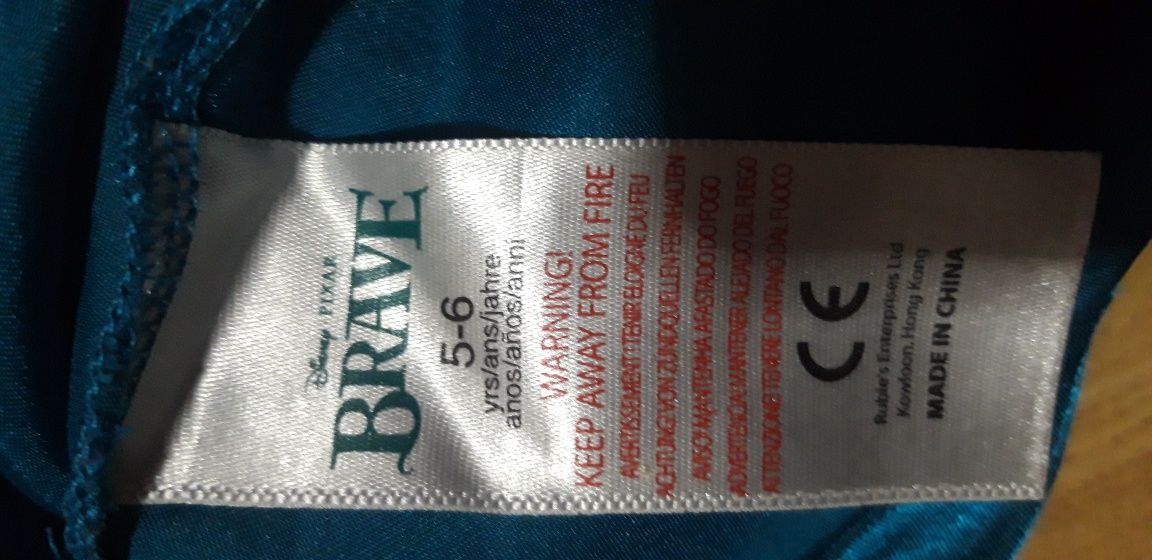 Disney PIXAR
BRAVE
5-6
yrs/ans/jahre
anos/años/anni
WARNING!
KEEP AWAY FROM FIRE
AVERTISSEMENT! TENIR ELOIGNE DU FEU
ACHTUNG! VON ZUNDQUELLEN FERNHALTEN
AVISO! MANTENHA AFASTADO DO FOGO
ADVERTENCIA MANTENER ALEJADO DEL FUEGO
ATTENZIONE TENERE LONTANO DAL FUOCO
CE
Rubie's Enterprises Ltd
Kowloon, Hong Kong
MADE IN CHINA